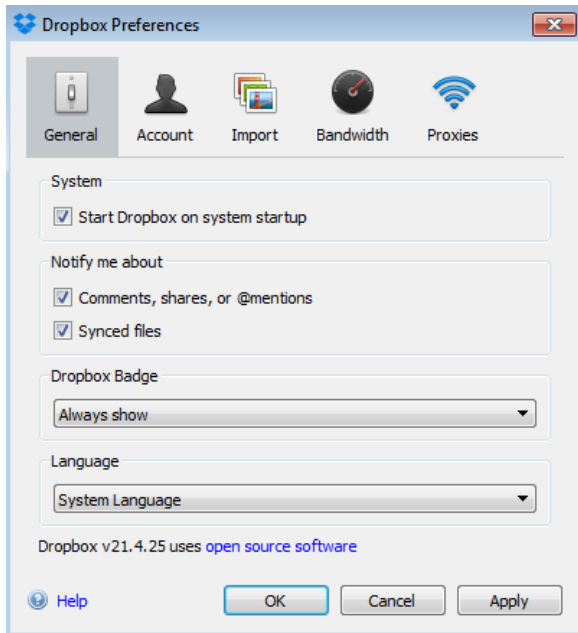 Dropbox Preferences
General Account Import Bandwidth Proxies
System
Start Dropbox on system startup
Notify me about
Comments, shares, or @mentions
Synced files
Dropbox Badge
Always show
Language
System Language
Dropbox v21.4.25 uses open source software
Help OK Cancel Apply